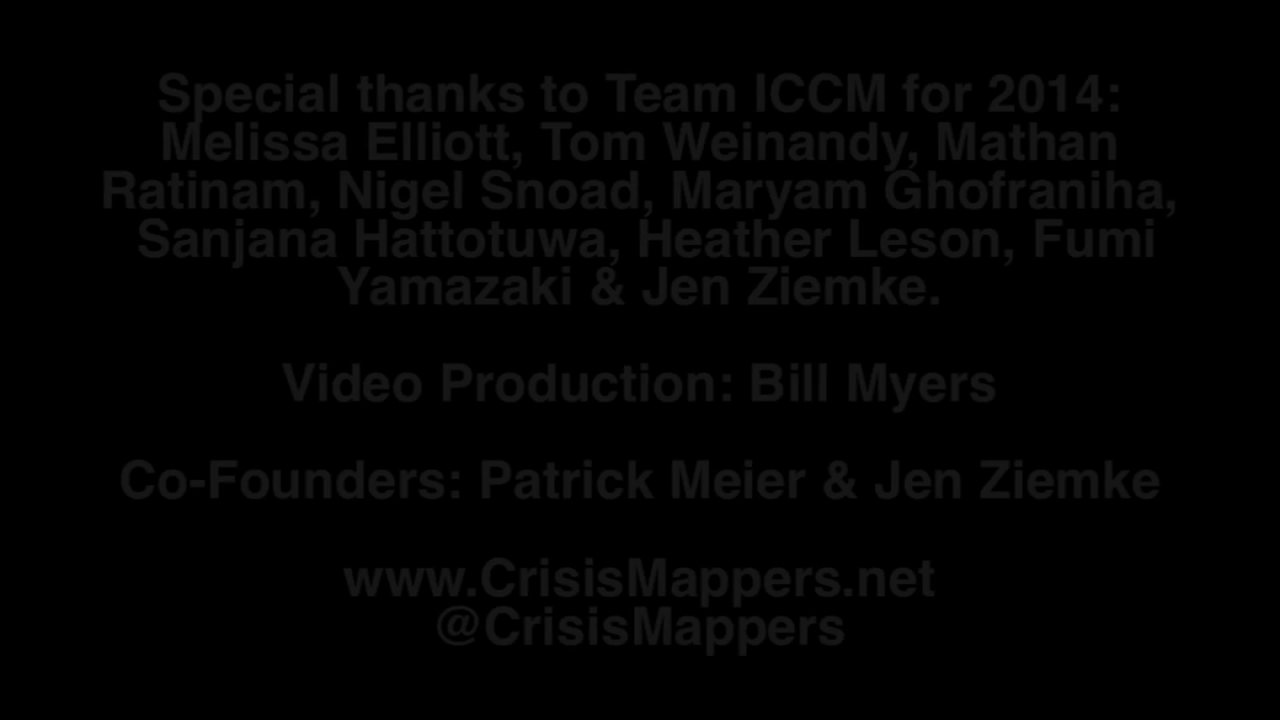 Special thanks to Team ICCM for 2014:
Melissa Elliott, Tom Weinandy, Mathan
Ratinam, Nigel Snoad, Maryam Ghofraniha,
Sanjana Hattotuwa, Heather Leson, Fumi
Yamazaki & Jen Ziemke.
Video Production: Bill Myers
Co-Founders: Patrick Meier & Jen Ziemke
www.CrisisMappers.net
@CrisisMappers